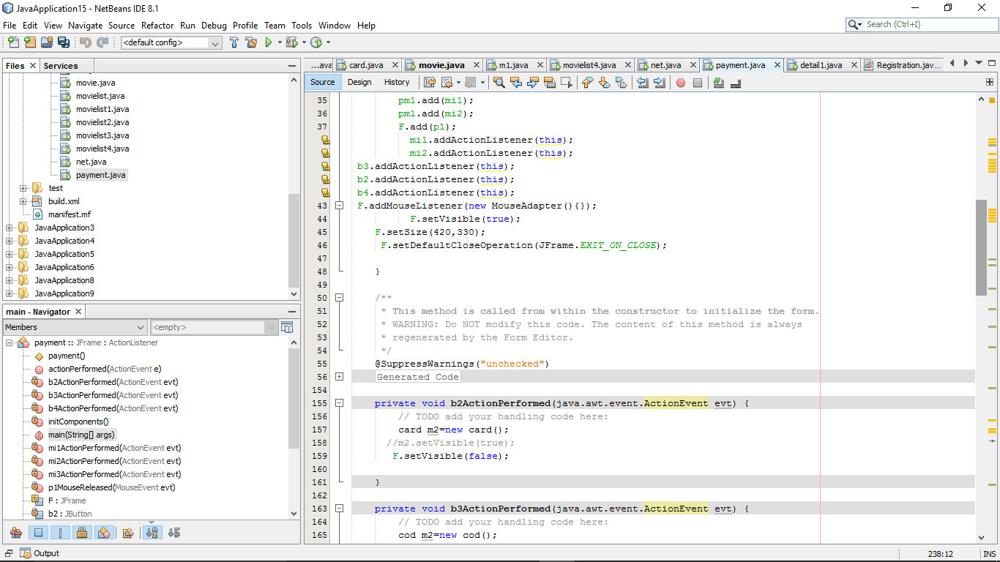 JavaApplication15 - NetBeans IDE 8.1
File Edit View Navigate Source Refactor Run Debug Profile Team Tools Window Help
Search (Ctrl+I)
<default config>
Files
Services
movie.java
movielist.java
movielist1.java
movielist2.java
movielist3.java
movielist4.java
net.java
payment.java
test
build.xml
manifest.mf
JavaApplication3
JavaApplication4
JavaApplication5
JavaApplication6
JavaApplication8
JavaApplication9
main - Navigator
Members
<empty>
payment :: JFrame : ActionListener
payment()
actionPerformed(ActionEvent e)
b2ActionPerformed(ActionEvent evt)
b3ActionPerformed(ActionEvent evt)
b4ActionPerformed(ActionEvent evt)
initComponents()
main(String[] args)
mi1ActionPerformed(ActionEvent evt)
mi2ActionPerformed(ActionEvent evt)
mi3ActionPerformed(ActionEvent evt)
p1MouseReleased(MouseEvent evt)
F : JFrame
b2 : JButton
...ava card.java movie.java m1.java movielist4.java net.java payment.java detail1.java Registration.jav...
Source Design History
35 pm1.add(mi1);
36 pm1.add(mi2);
37 F.add(p1);
mi1.addActionListener(this);
mi2.addActionListener(this);
b3.addActionListener(this);
b2.addActionListener(this);
b4.addActionListener(this);
43 F.addMouseListener(new MouseAdapter(){});
44 F.setVisible(true);
45 F.setSize(420,330);
46 F.setDefaultCloseOperation(JFrame.EXIT_ON_CLOSE);
47
48 }
49
50 /**
51 * This method is called from within the constructor to initialize the form.
52 * WARNING: Do NOT modify this code. The content of this method is always
53 * regenerated by the Form Editor.
54 */
55 @SuppressWarnings("unchecked")
56 Generated Code
154
155 private void b2ActionPerformed(java.awt.event.ActionEvent evt) {
156 // TODO add your handling code here:
157 card m2=new card();
158 //m2.setVisible(true);
159 F.setVisible(false);
160
161 }
162
163 private void b3ActionPerformed(java.awt.event.ActionEvent evt) {
164 // TODO add your handling code here:
165 cod m2=new cod();
Output
238:12 INS